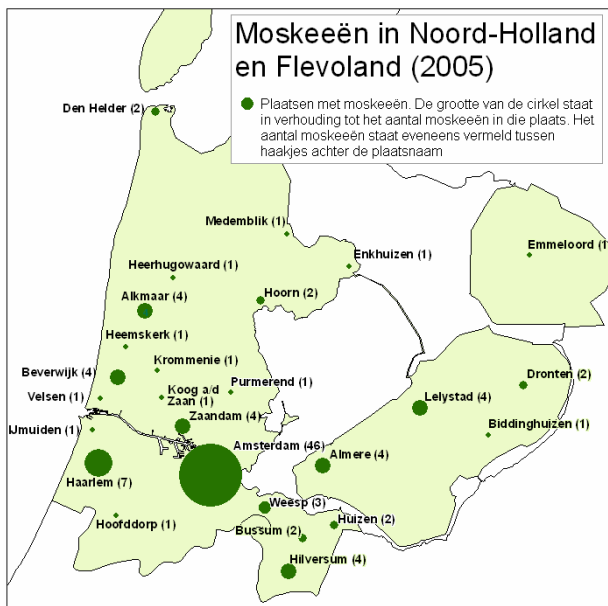 Moskeeën in Noord-Holland
en Flevoland (2005)
Plaatsen met moskeeën. De grootte van de cirkel staat
in verhouding tot het aantal moskeeën in die plaats. Het
aantal moskeeën staat eveneens vermeld tussen
haakjes achter de plaatsnaam
Den Helder (2)
Medemblik (1)
Emmeloord (1
Enkhuizen (1)
Heerhugowaard (1)
Alkmaar (4)
Hoorn (2)
Heemskerk (1)
Krommenie (1)
Beverwijk (4)
Dronten (2)
Purmerend (1)
Koog a/d
Zaan (1)
Velsen (1)
Lelystad (4)
Zaandam (4)
Biddinghuizen (1)
IJmuiden (1)
Amsterdam (46)
Almere (4)
Haarlem (7)
Weesp (3)
Hoofddorp (1)
Huizen (2)
Bussum (2)
Hilversum (4)